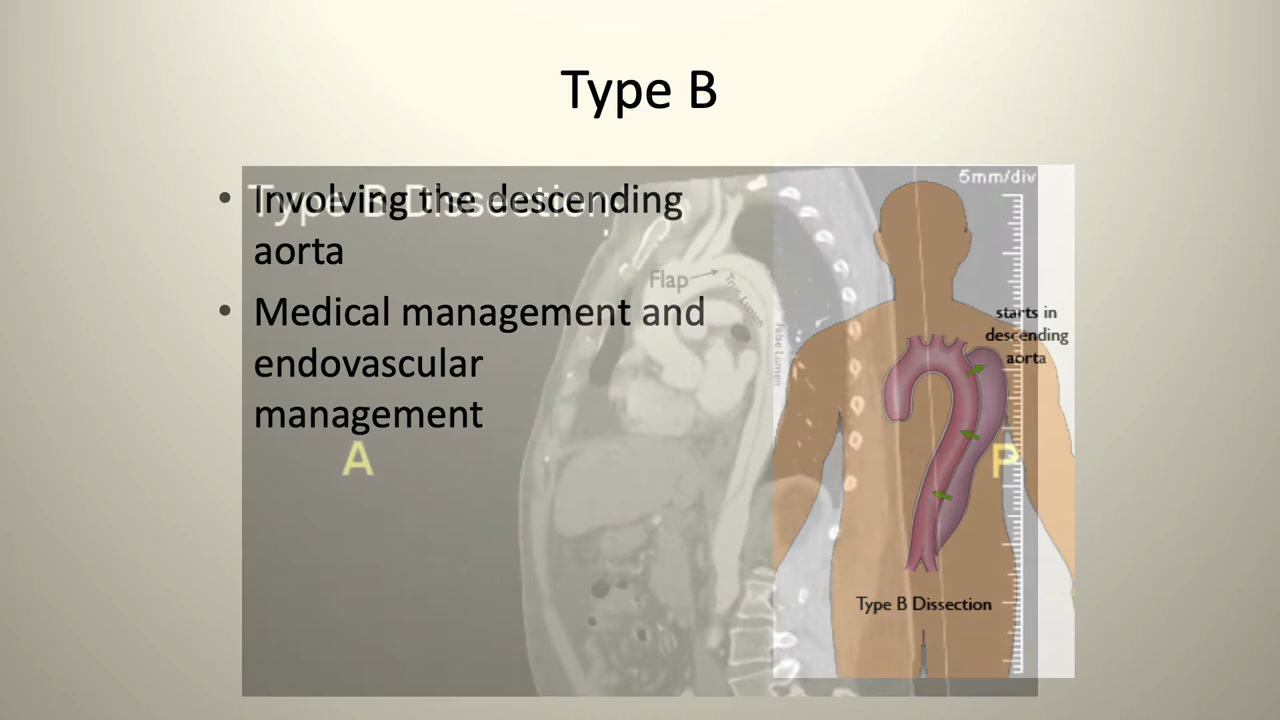 Type B
Type B Dissection
• Involving the descending
aorta
• Medical management and
endovascular
management
5mm/div
Flap
True Lumen
False Lumen
starts in
descending
aorta
A
P
Type B Dissection